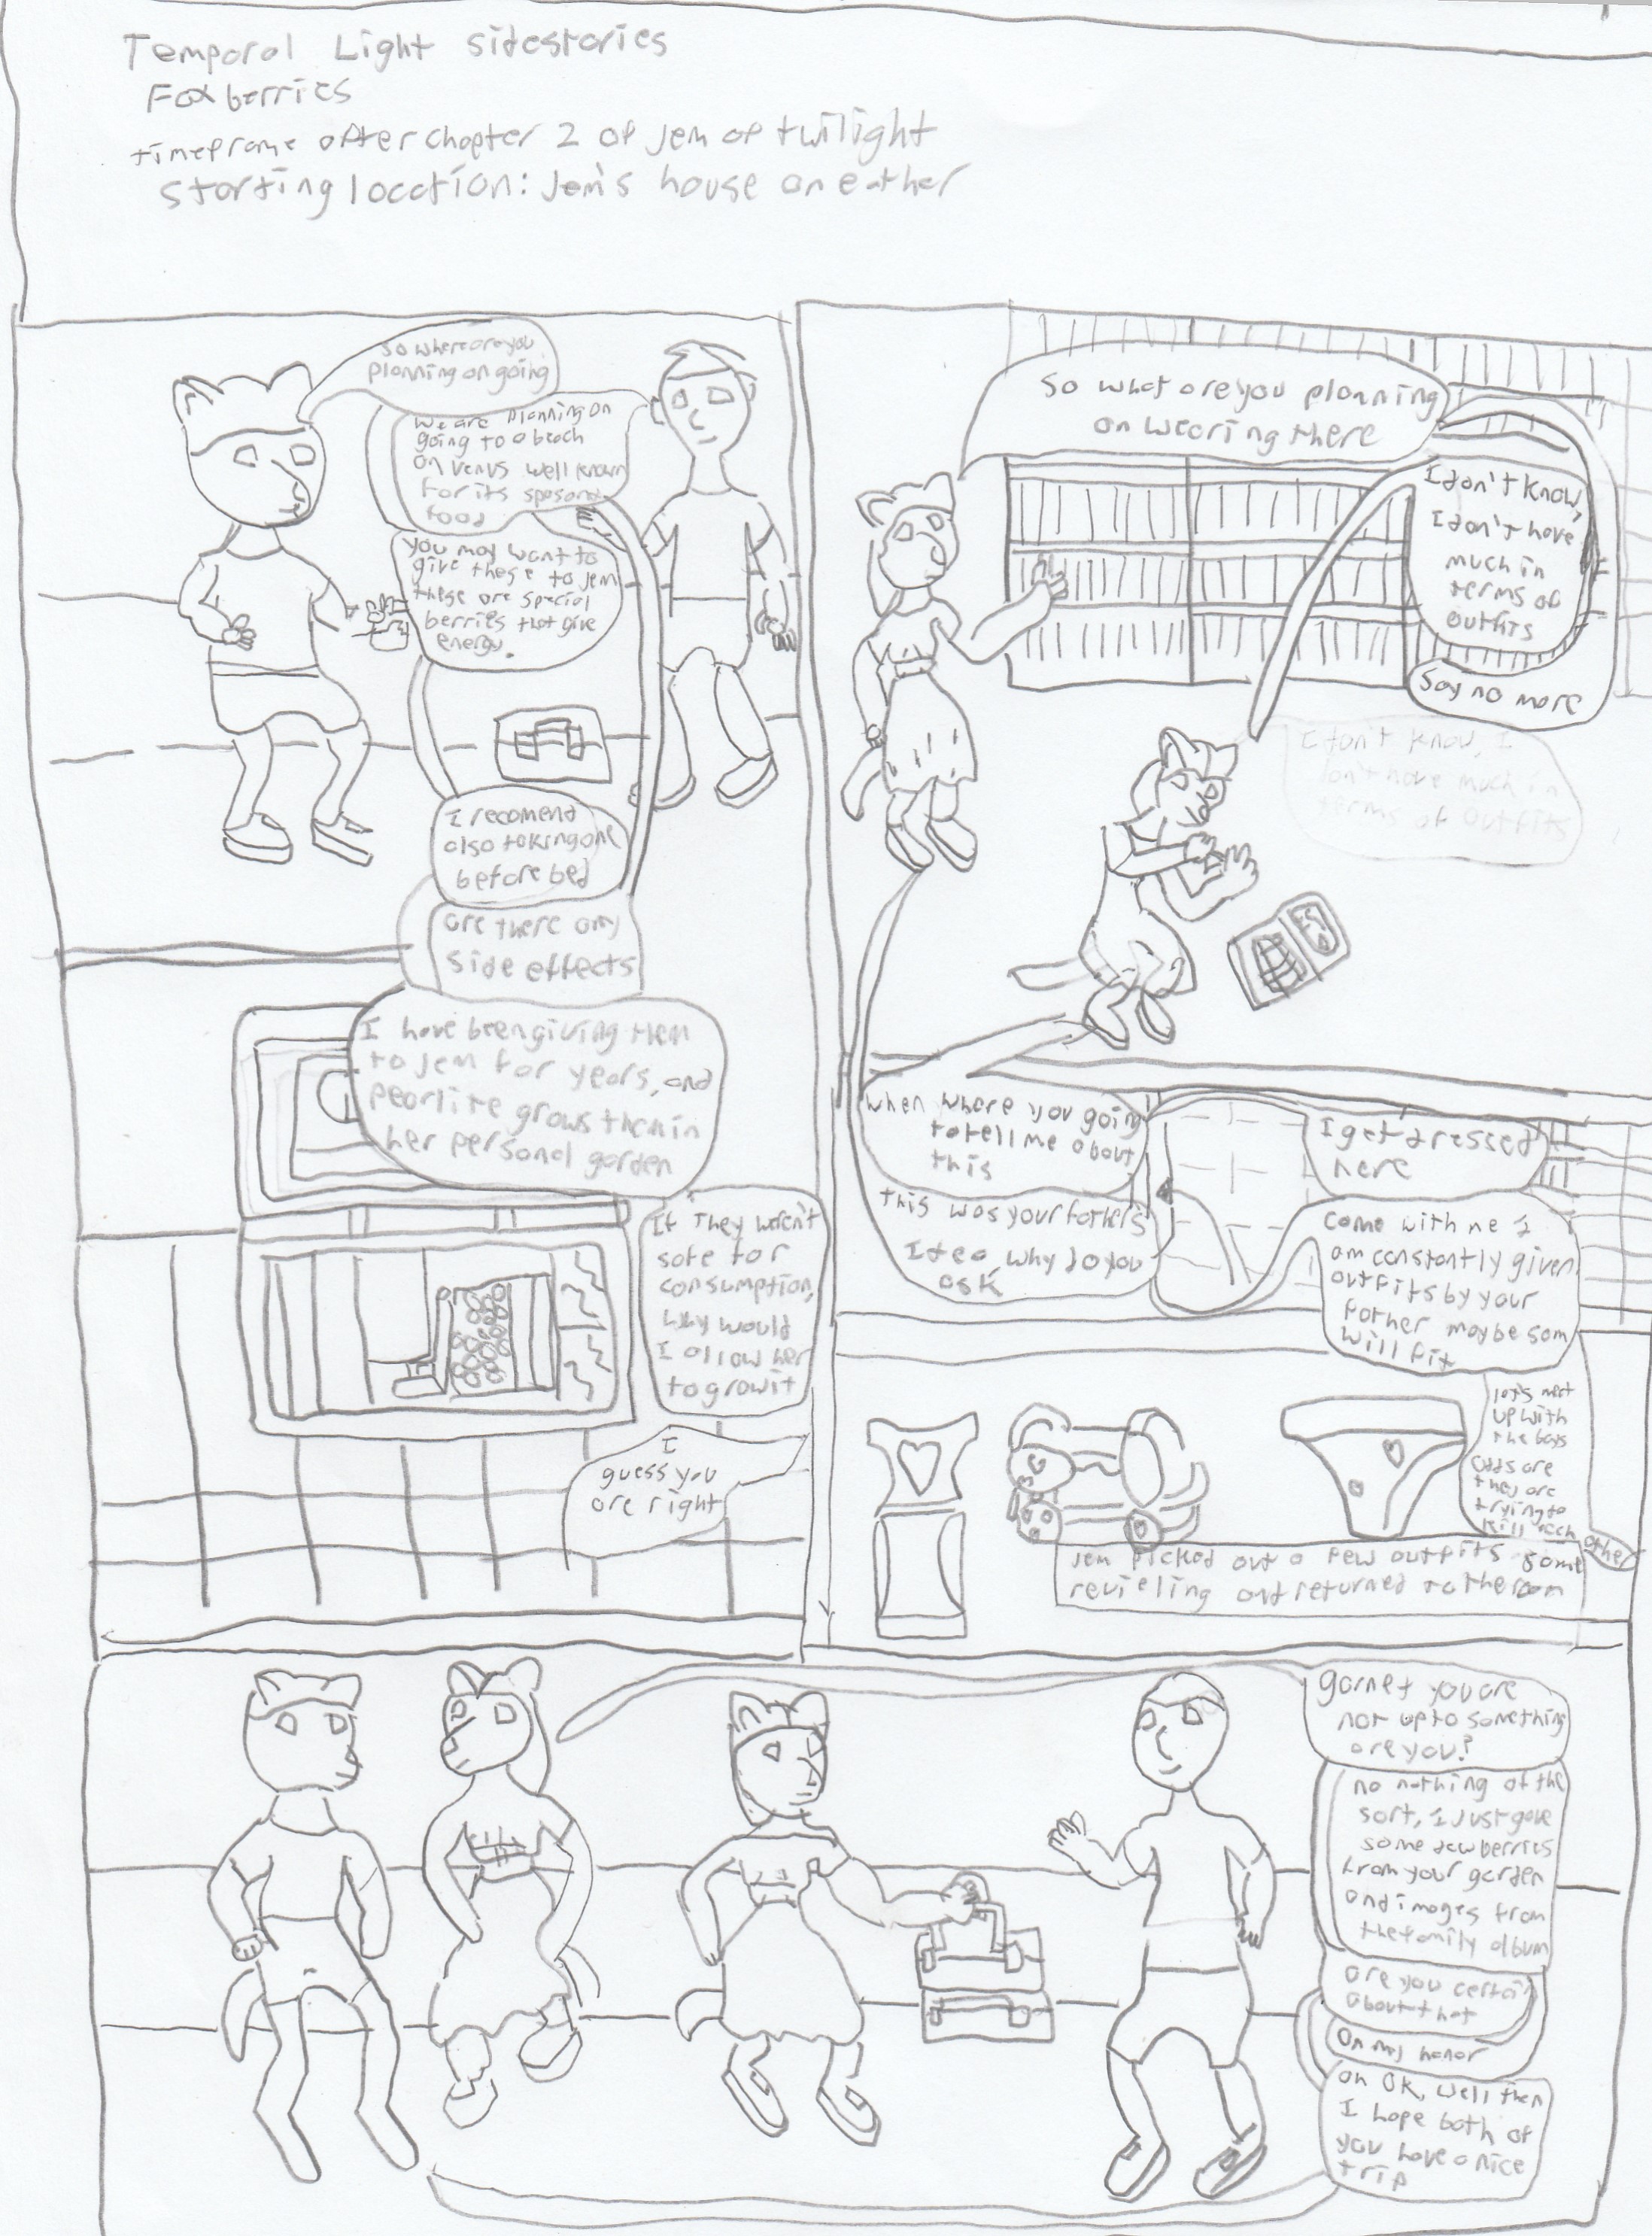 Temporal Light sidestories
Foxberries
timeframe after chapter 2 of Jem of twilight
Starting location: Jem's house on eather
So where are you
planning on going
We are planning on
going to a beach
on venus well known
for its spas and
food
you may want to
give these to jem
these are special
berries that give
energy.
I recomend
also taking one
before bed
are there any
side effects
I have been giving them
to Jem for years, and
pearlite grows them in
her personal garden
If they weren't
safe for
consumption,
why would
I allow her
to grow it
I
guess you
are right
So what are you planning
on wearing there
I don't know,
I don't have
much in
terms of
outfits
Say no more
I don't know, I
don't have much in
terms of outfits
when where you going
to tell me about
this
this was your father's
Idea, why do you
ask
I get dressed
here
Come with me I
am constantly given
outfits by your
father maybe som
will fit
let's met
up with
the boys
odds are
they are
trying to
kill each
other
Jem picked out a few outfits some
revieling and returned to the room
garnet you are
not up to something
are you?
no nothing of the
sort, I just gave
some dawberries
from your garden
and images from
the family album
are you certain
about that
On my honor
oh OK, well then
I hope both of
you have a nice
trip